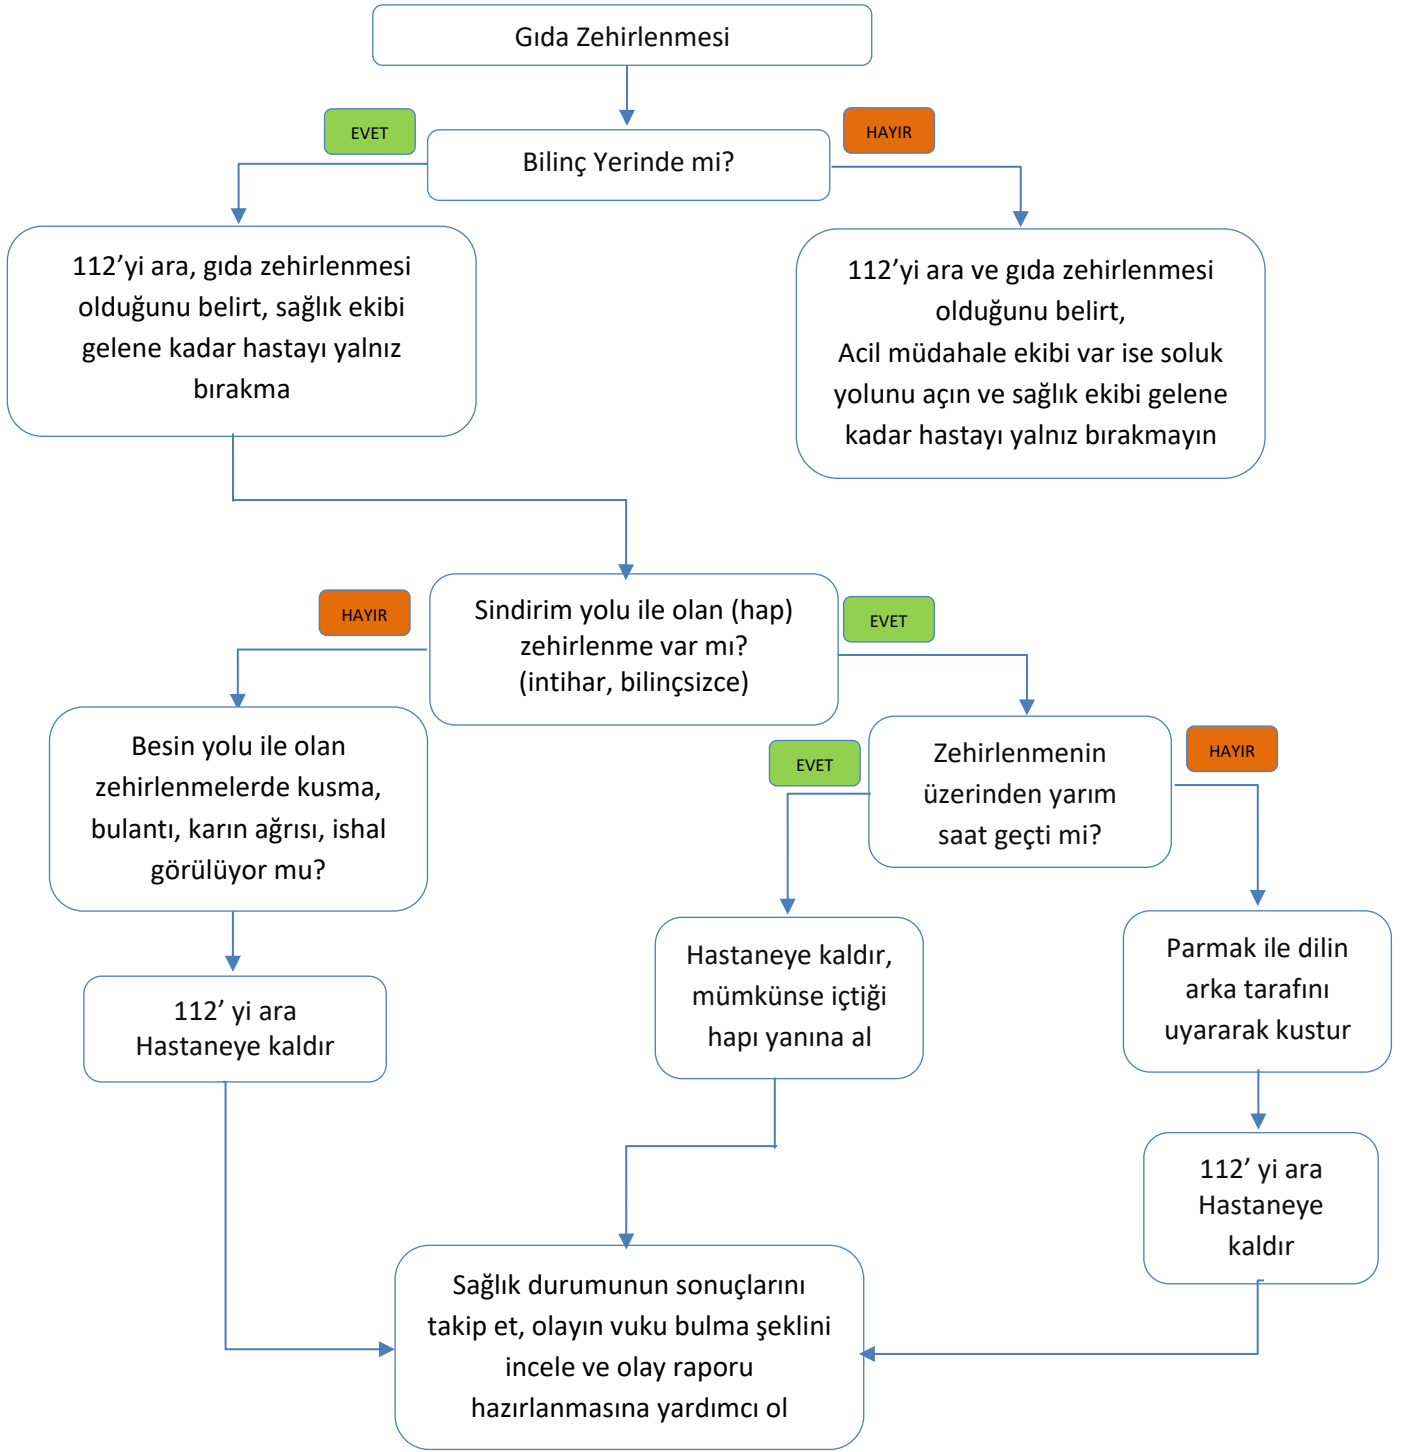 Gıda Zehirlenmesi
EVET
HAYIR
Bilinç Yerinde mi?
112’yi ara, gıda zehirlenmesi
olduğunu belirt, sağlık ekibi
gelene kadar hastayı yalnız
bırakma
112’yi ara ve gıda zehirlenmesi
olduğunu belirt,
Acil müdahale ekibi var ise soluk
yolunu açın ve sağlık ekibi gelene
kadar hastayı yalnız bırakmayın
HAYIR
Sindirim yolu ile olan (hap)
zehirlenme var mı?
(intihar, bilinçsizce)
EVET
Besin yolu ile olan
zehirlenmelerde kusma,
bulantı, karın ağrısı, ishal
görülüyor mu?
EVET
Zehirlenmenin
üzerinden yarım
saat geçti mi?
HAYIR
112’ yi ara
Hastaneye kaldır
Hastaneye kaldır,
mümkünse içtiği
hapı yanına al
Parmak ile dilin
arka tarafını
uyararak kustur
112’ yi ara
Hastaneye
kaldır
Sağlık durumunun sonuçlarını
takip et, olayın vuku bulma şeklini
incele ve olay raporu
hazırlanmasına yardımcı ol